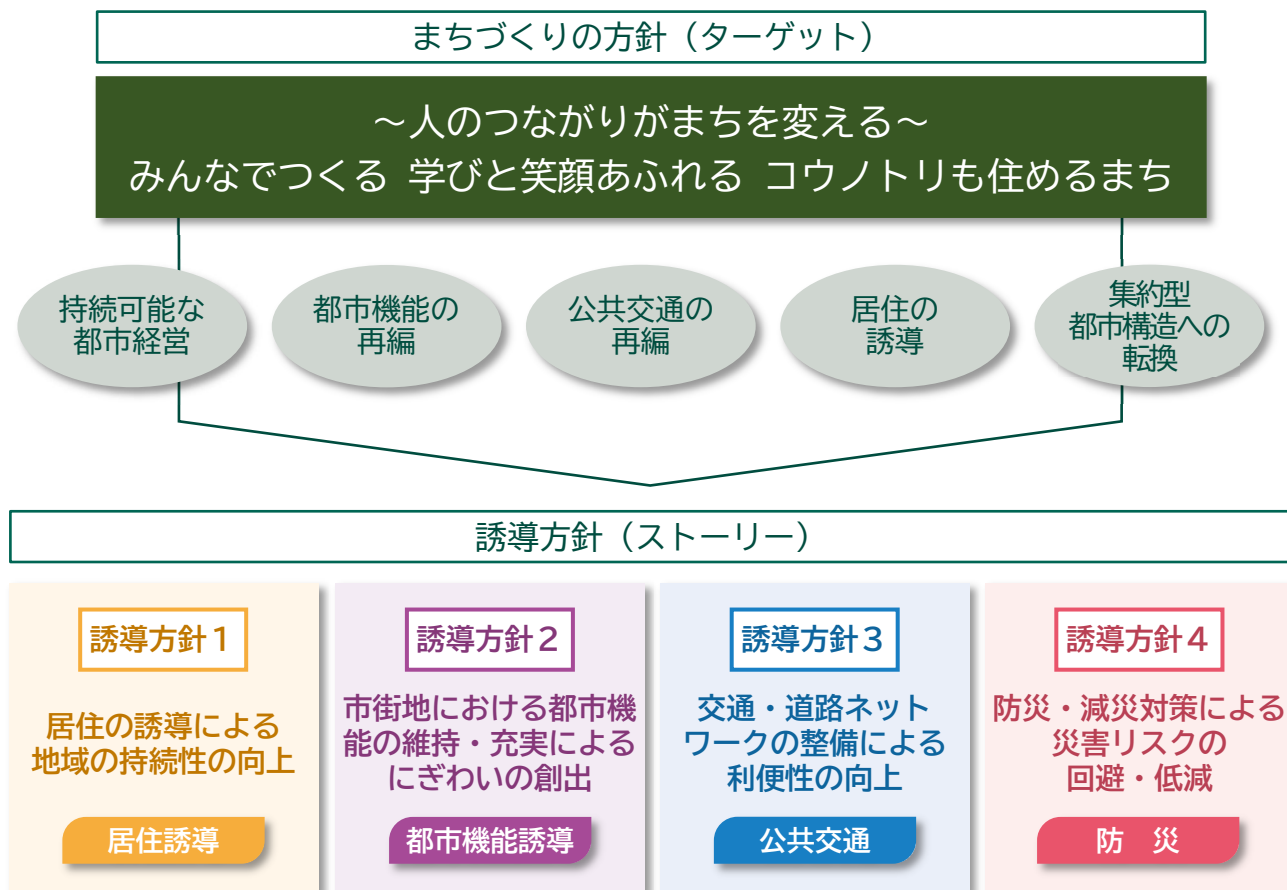 まちづくりの方針（ターゲット）
～人のつながりがまちを変える～
みんなでつくる 学びと笑顔あふれる コウノトリも住めるまち
持続可能な
都市経営
都市機能の
再編
公共交通の
再編
居住の
誘導
集約型
都市構造への
転換
誘導方針（ストーリー）
誘導方針１
居住の誘導による
地域の持続性の向上
居住誘導
誘導方針２
市街地における都市機
能の維持・充実による
にぎわいの創出
都市機能誘導
誘導方針３
交通・道路ネット
ワークの整備による
利便性の向上
公共交通
誘導方針４
防災・減災対策による
災害リスクの
回避・低減
防　災